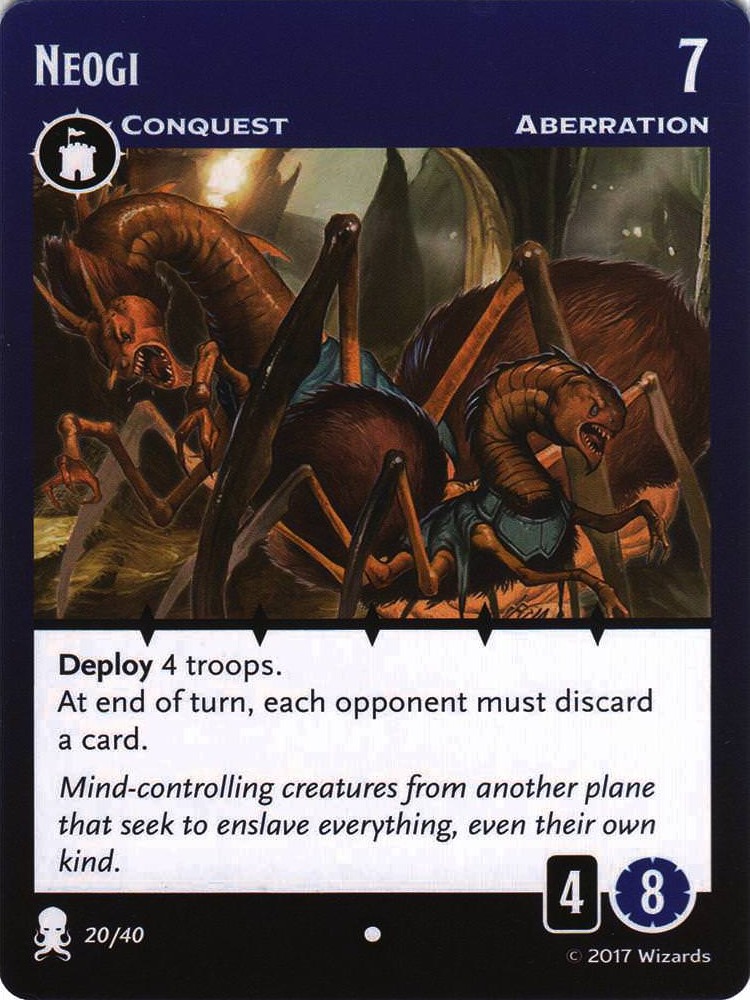 NEOGI
7
CONQUEST
ABERRATION
Deploy 4 troops.
At end of turn, each opponent must discard
a card.
Mind-controlling creatures from another plane
that seek to enslave everything, even their own
kind.
4
8
20/40
© 2017 Wizards